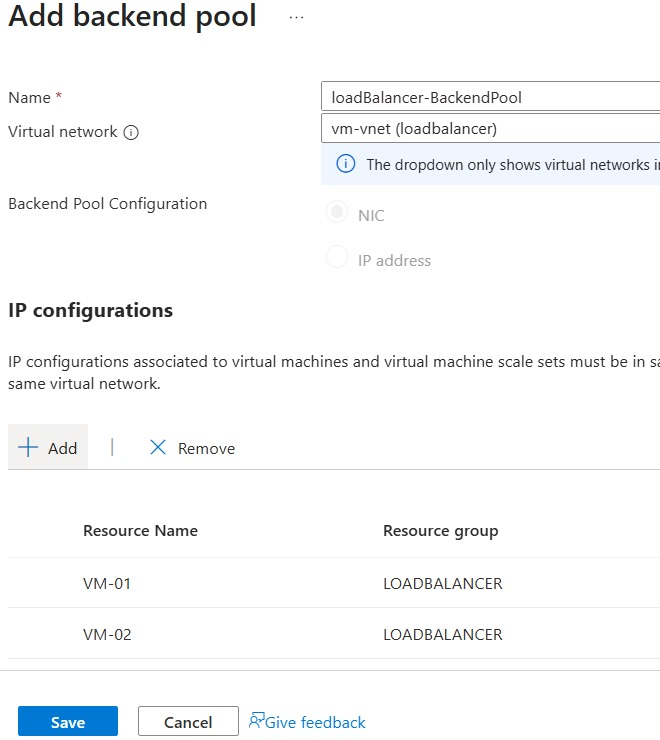 Add backend pool ...
Name *
loadBalancer-BackendPool
Virtual network
vm-vnet (loadbalancer)
The dropdown only shows virtual networks
Backend Pool Configuration
NIC
IP address
IP configurations
IP configurations associated to virtual machines and virtual machine scale sets must be in
same virtual network.
Add | Remove
Resource Name Resource group
VM-01 LOADBALANCER
VM-02 LOADBALANCER
Save Cancel Give feedback